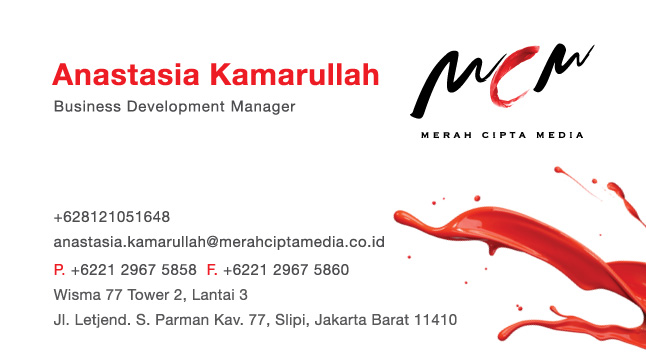 Anastasia Kamarullah
Business Development Manager
MCM
MERAH CIPTA MEDIA
+628121051648
anastasia.kamarullah@merahciptamedia.co.id
P. +6221 2967 5858 F. +6221 2967 5860
Wisma 77 Tower 2, Lantai 3
Jl. Letjend. S. Parman Kav. 77, Slipi, Jakarta Barat 11410